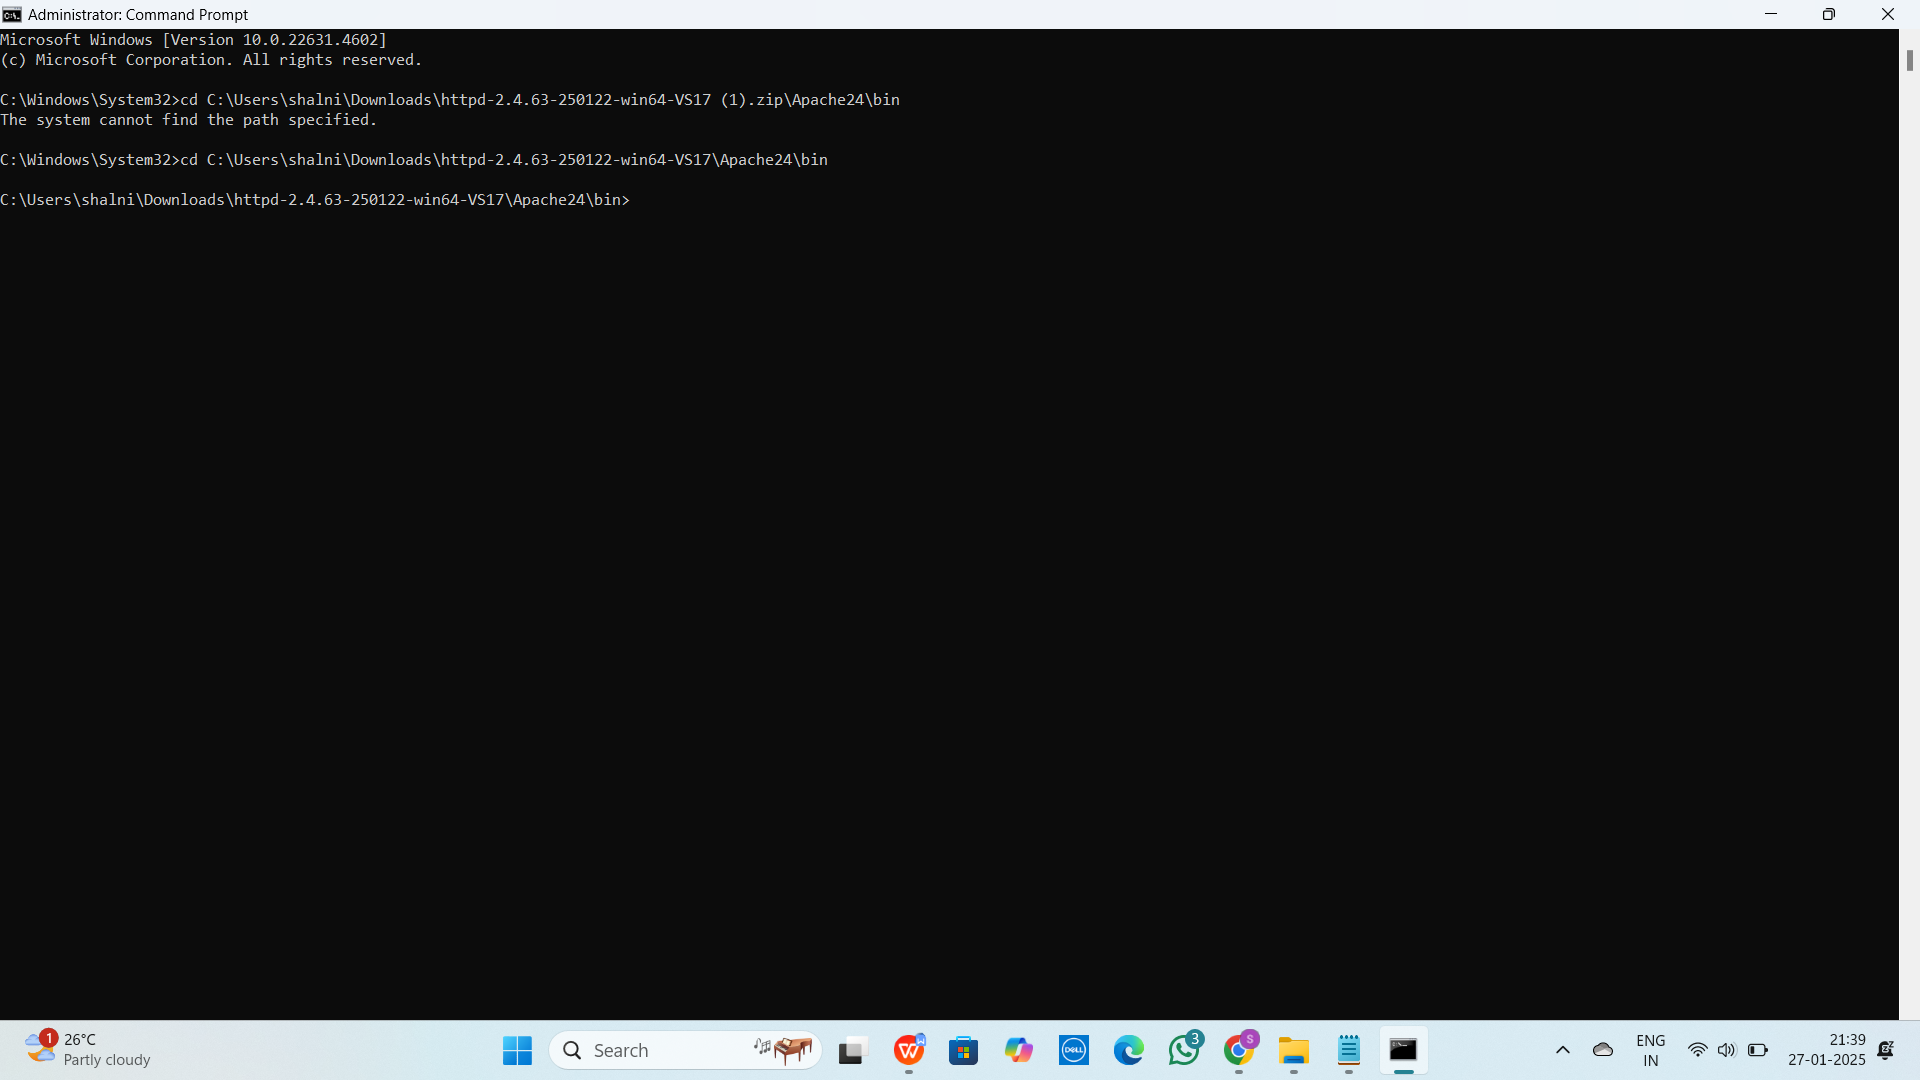 Administrator: Command Prompt
Microsoft Windows [Version 10.0.22631.4602]
(c) Microsoft Corporation. All rights reserved.
C:\Windows\System32>cd C:\Users\shalni\Downloads\httpd-2.4.63-250122-win64-VS17 (1).zip\Apache24\bin
The system cannot find the path specified.
C:\Windows\System32>cd C:\Users\shalni\Downloads\httpd-2.4.63-250122-win64-VS17\Apache24\bin
C:\Users\shalni\Downloads\httpd-2.4.63-250122-win64-VS17\Apache24\bin>
1
26°C
Partly cloudy
Search
W
DELL
3
S
ENG
IN
21:39
27-01-2025